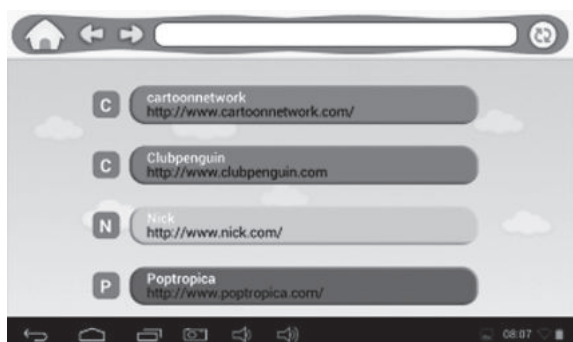 C
cartoonnetwork
http://www.cartoonnetwork.com/
C
Clubpenguin
http://www.clubpenguin.com
N
Nick
http://www.nick.com/
P
Poptropica
http://www.poptropica.com/
08:07